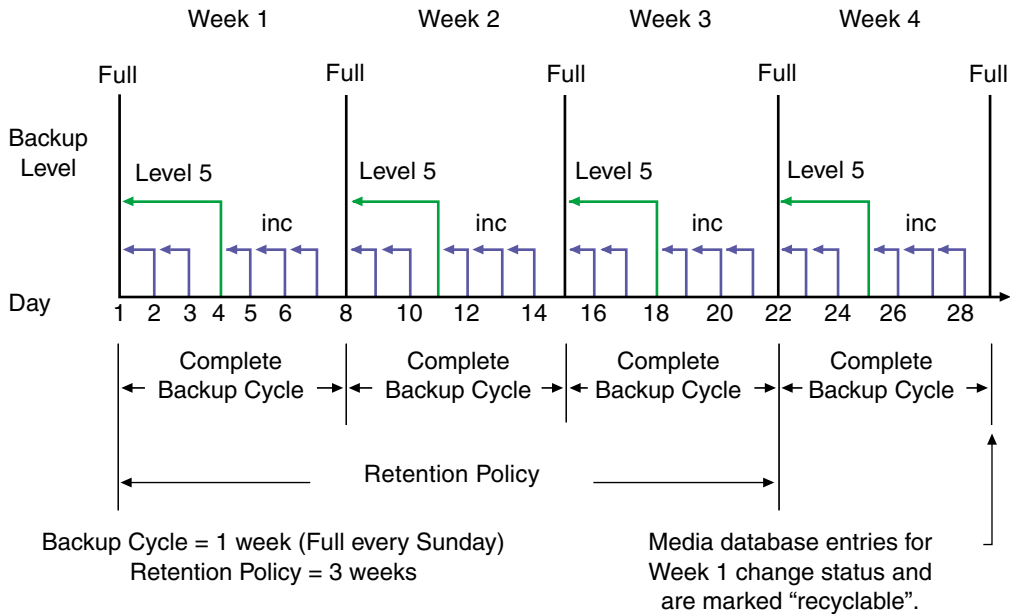 Week 1 Week 2 Week 3 Week 4
Full Full Full Full Full
Backup
Level
Level 5 Level 5 Level 5 Level 5
inc inc inc inc
Day
1 2 3 4 5 6 8 10 12 14 16 18 20 22 24 26 28
Complete Complete Complete Complete
Backup Cycle Backup Cycle Backup Cycle Backup Cycle
Retention Policy
Backup Cycle = 1 week (Full every Sunday)
Retention Policy = 3 weeks
Media database entries for
Week 1 change status and
are marked “recyclable”.